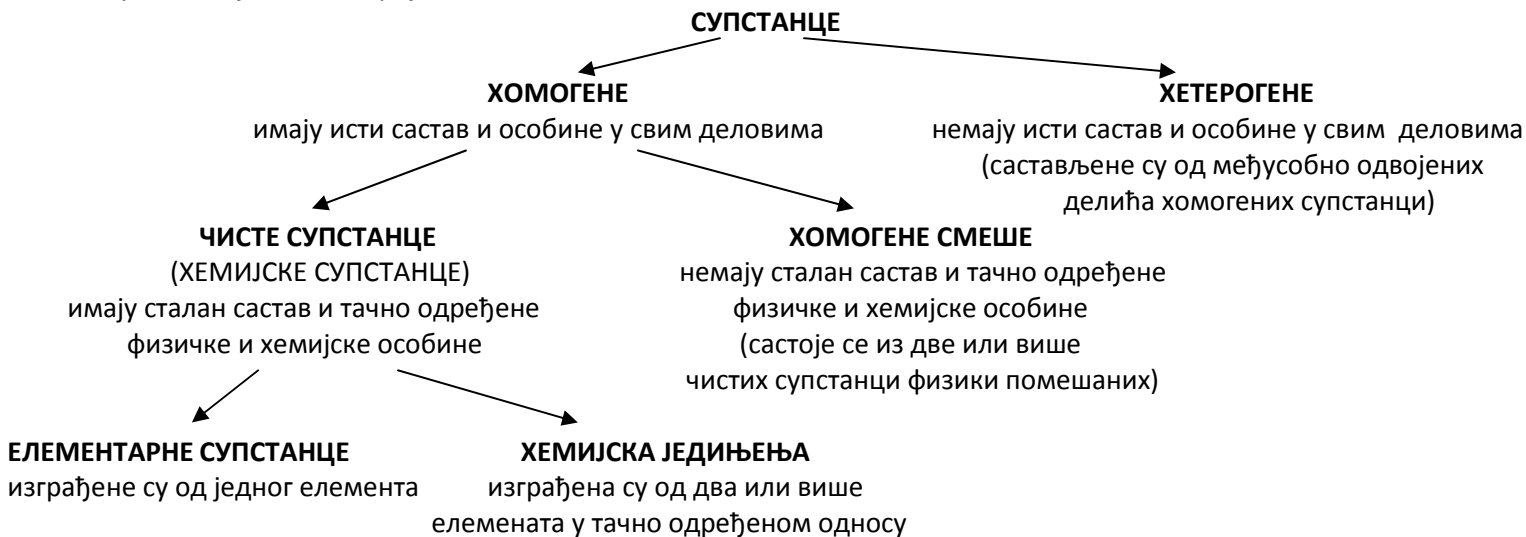 СУПСТАНЦЕ
ХОМОГЕНЕ
имају исти састав и особине у свим деловима
ХЕТЕРОГЕНЕ
немају исти састав и особине у свим деловима
(састављене су од међусобно одвојених
делића хомогених супстанци)
ЧИСТЕ СУПСТАНЦЕ
(ХЕМИЈСКЕ СУПСТАНЦЕ)
имају сталан састав и тачно одређене
физичке и хемијске особине
ХОМОГЕНЕ СМЕШЕ
немају сталан састав и тачно одређене
физичке и хемијске особине
(састоје се из две или више
чистих супстанци физики помешаних)
ЕЛЕМЕНТАРНЕ СУПСТАНЦЕ
изграђене су од једног елемента
ХЕМИЈСКА ЈЕДИЊЕЊА
изграђена су од два или више
елемената у тачно одређеном односу